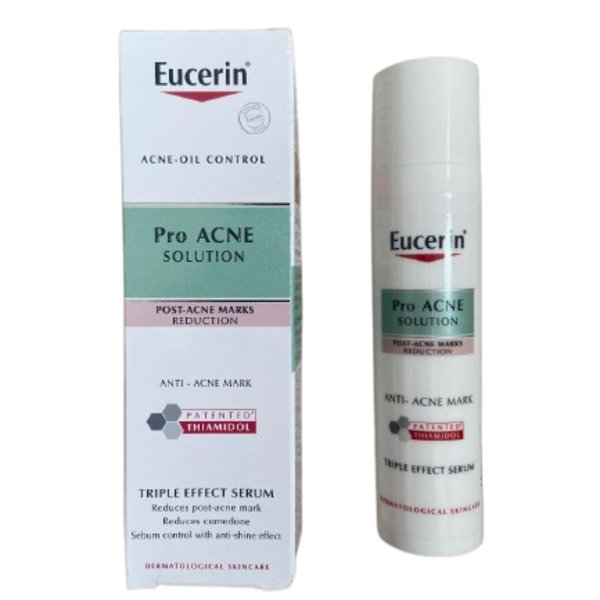 Eucerin®
ACNE-OIL CONTROL
Pro ACNE
SOLUTION
POST-ACNE MARKS
REDUCTION
ANTI - ACNE MARK
PATENTED*
THIAMIDOL
TRIPLE EFFECT SERUM
Reduces post-acne mark
Reduces comedone
Sebum control with anti-shine effect
DERMATOLOGICAL SKINCARE
Eucerin®
Pro ACNE
SOLUTION
POST-ACNE MARKS
REDUCTION
ANTI- ACNE MARK
PATENTED*
THIAMIDOL
TRIPLE EFFECT SERUM
DERMATOLOGICAL SKINCARE